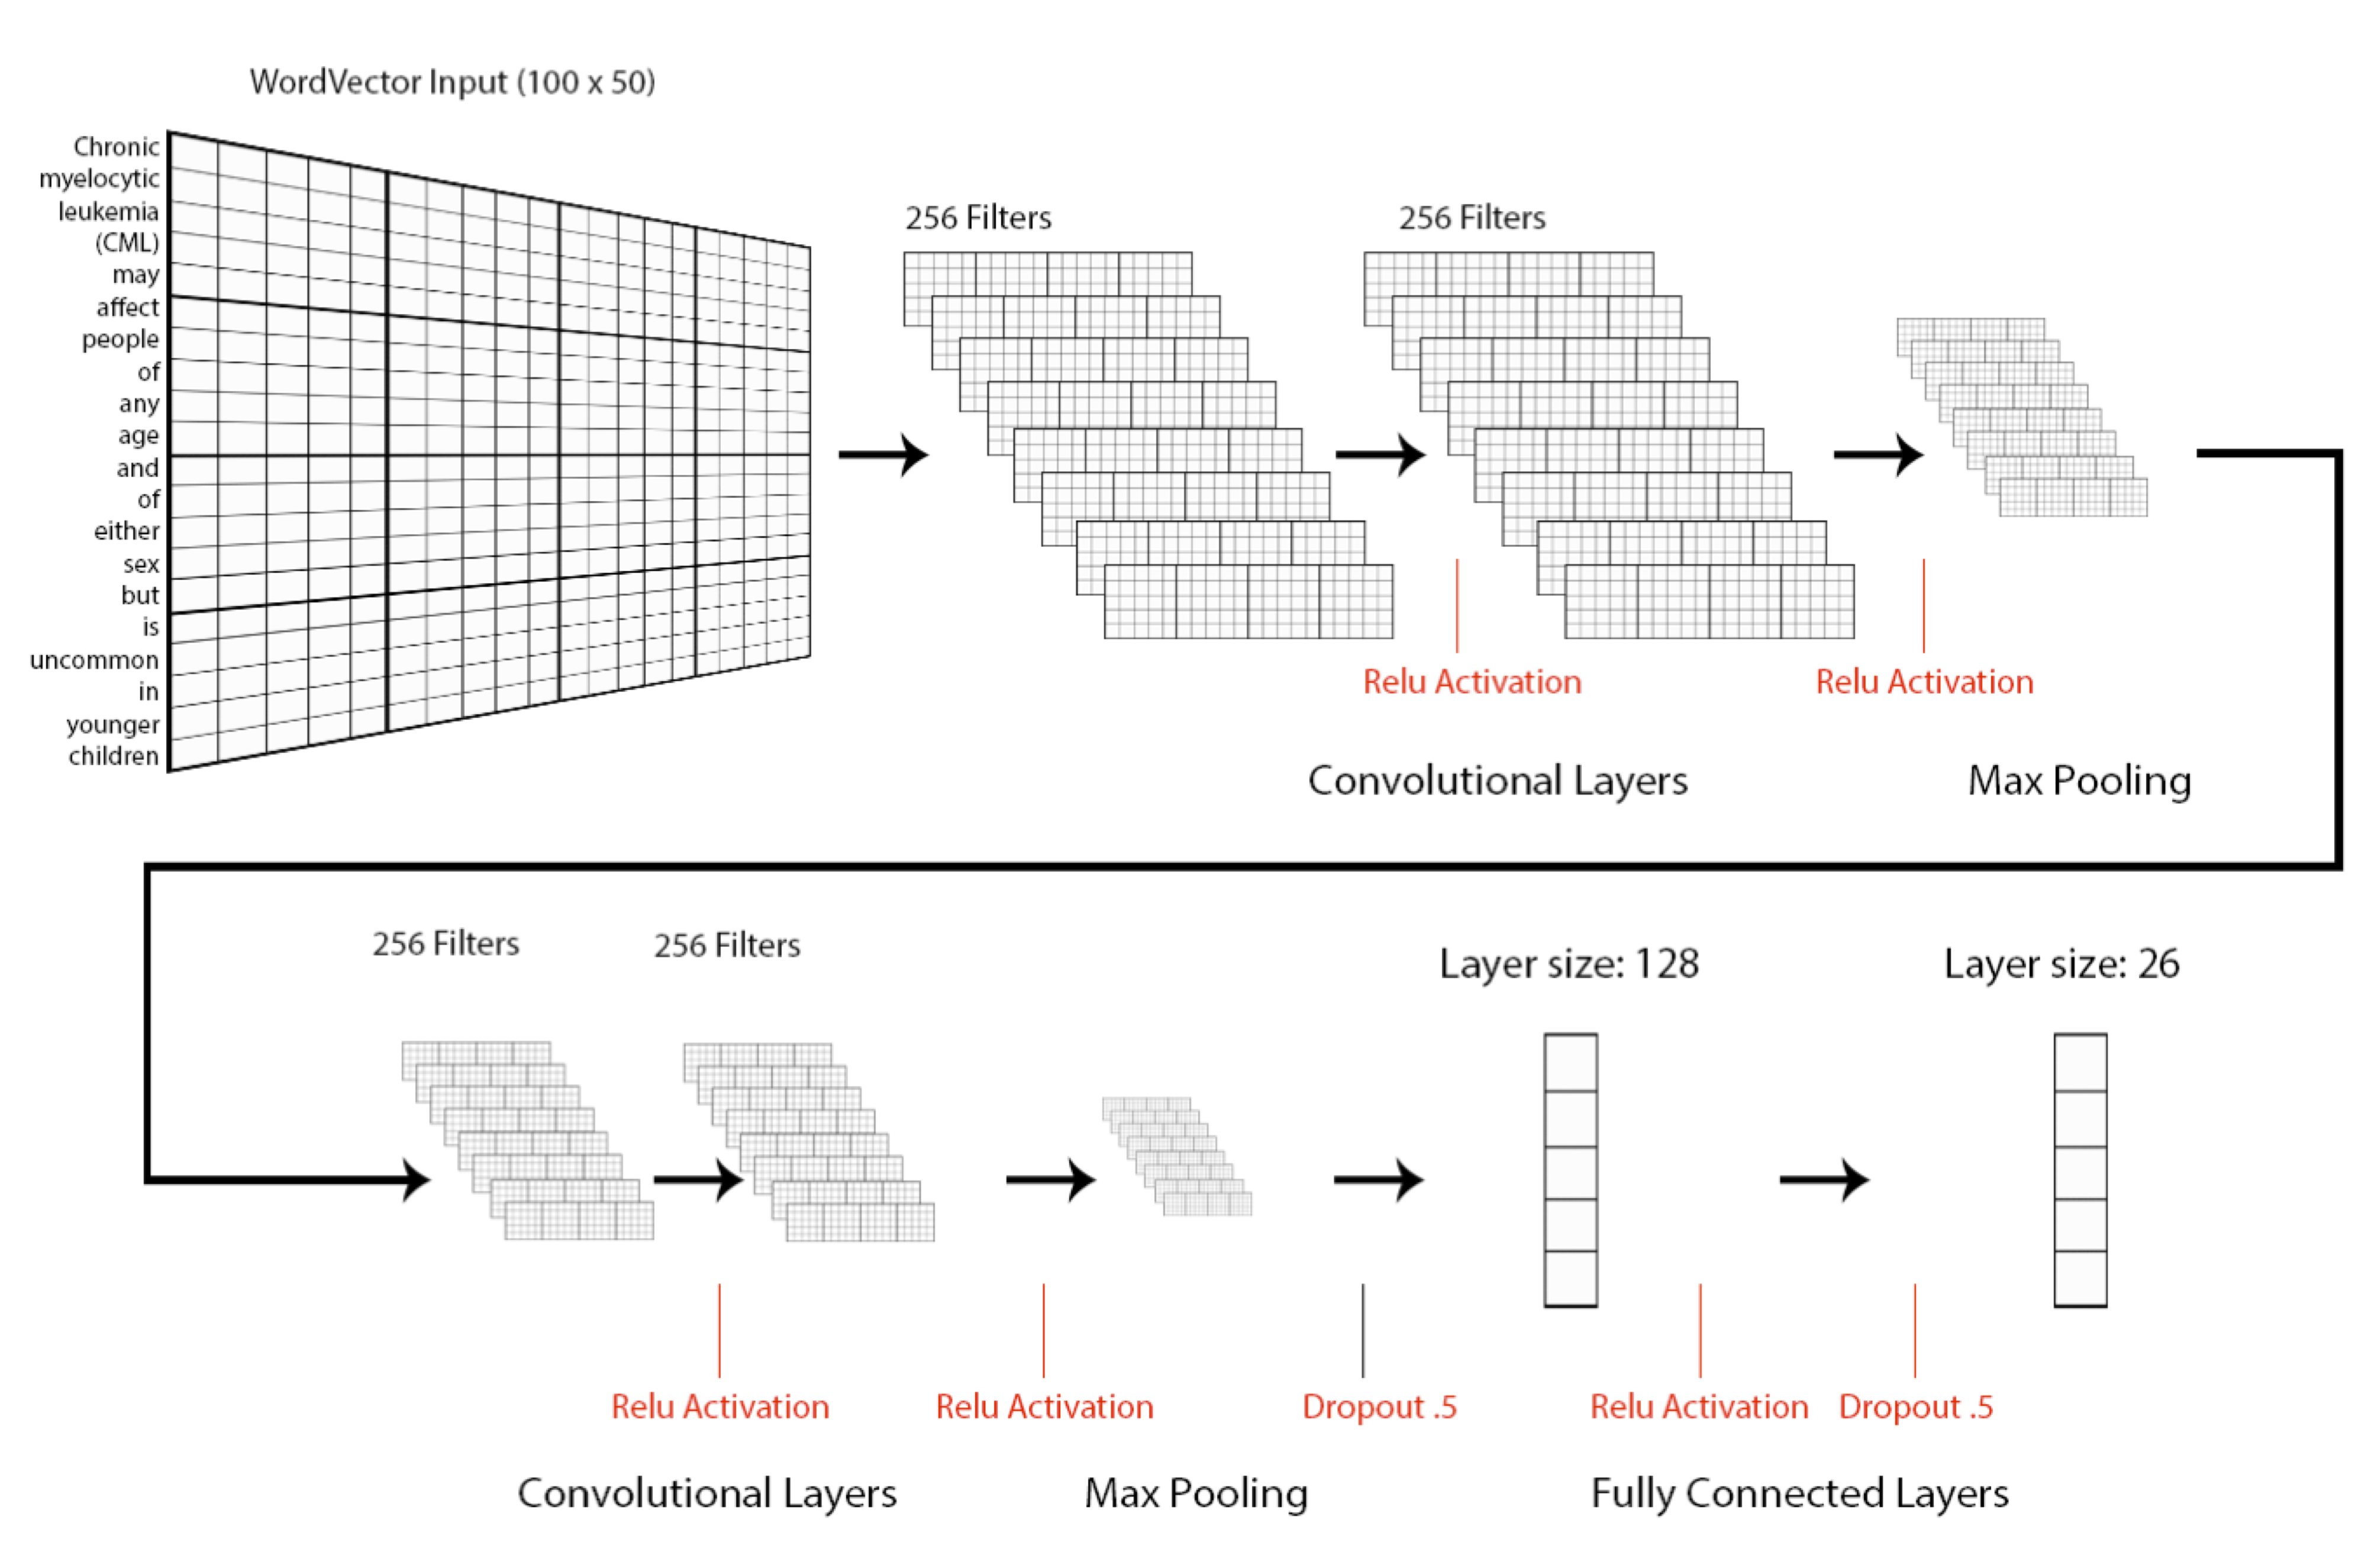 WordVector Input (100 x 50)
Chronic
myelocytic
leukemia
(CML)
may
affect
people
of
any
age
and
of
either
sex
but
is
uncommon
in
younger
children
256 Filters
256 Filters
Relu Activation
Relu Activation
Convolutional Layers
Max Pooling
256 Filters
256 Filters
Layer size: 128
Layer size: 26
Relu Activation
Relu Activation
Dropout .5
Relu Activation
Dropout .5
Convolutional Layers
Max Pooling
Fully Connected Layers